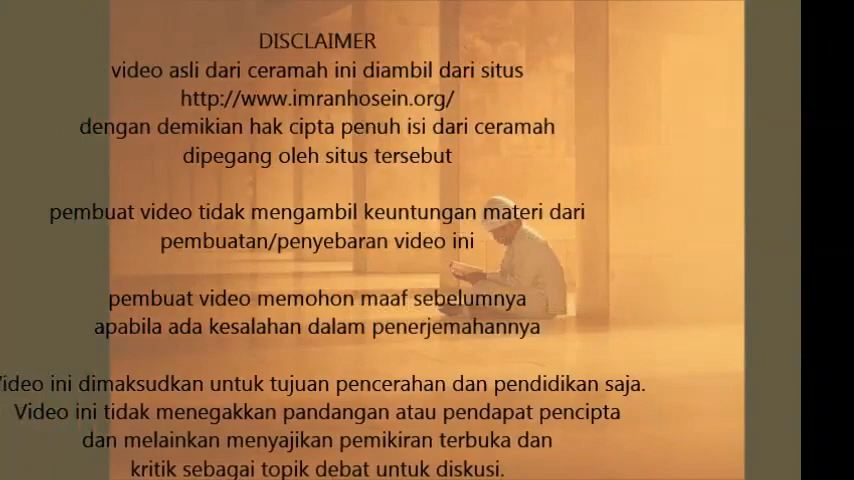 DISCLAIMER
video asli dari ceramah ini diambil dari situs
http://www.imranhosein.org/
dengan demikian hak cipta penuh isi dari ceramah
dipegang oleh situs tersebut
pembuat video tidak mengambil keuntungan materi dari
pembuatan/penyebaran video ini
pembuat video memohon maaf sebelumnya
apabila ada kesalahan dalam penerjemahannya
Video ini dimaksudkan untuk tujuan pencerahan dan pendidikan saja.
Video ini tidak menegakkan pandangan atau pendapat pencipta
dan melainkan menyajikan pemikiran terbuka dan
kritik sebagai topik debat untuk diskusi.